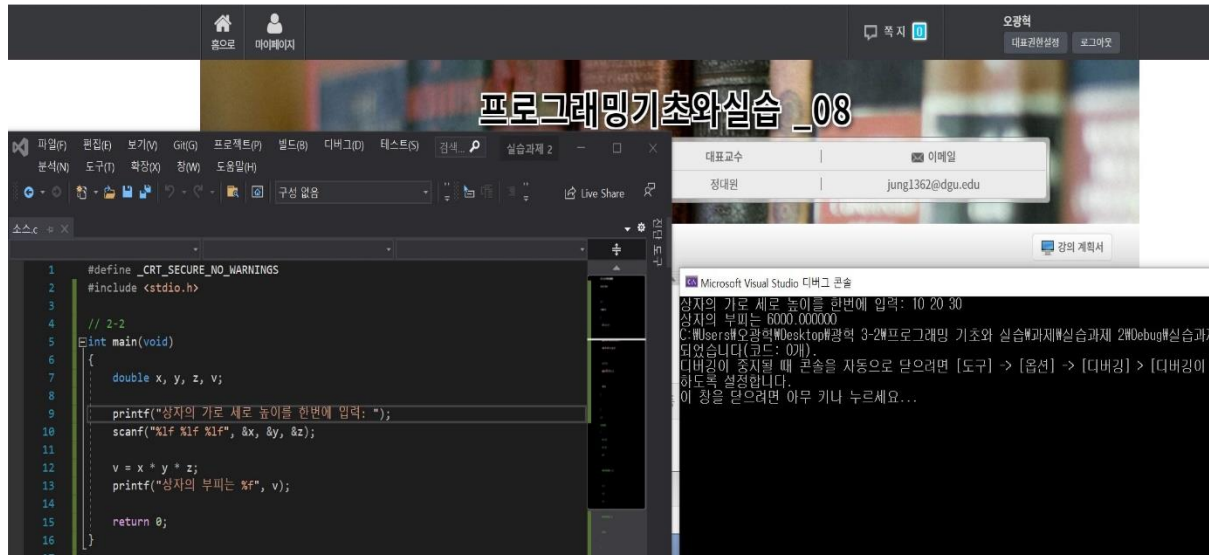 홈으로
마이페이지
쪽지 0
오광혁
대표권한설정
로그아웃
프로그래밍기초와실습 _08
대표교수 | 이메일
정대원 | jung1362@dgu.edu
강의 계획서
파일(F) 편집(E) 보기(V) Git(G) 프로젝트(P) 빌드(B) 디버그(D) 테스트(S) 검색... 실습과제 2
분석(N) 도구(T) 확장(X) 창(W) 도움말(H)
구성 없음
Live Share
소스.c
진단 도구
1 #define _CRT_SECURE_NO_WARNINGS
2 #include <stdio.h>
3
4 // 2-2
5 int main(void)
6 {
7 double x, y, z, v;
8
9 printf("상자의 가로 세로 높이를 한번에 입력: ");
10 scanf("%lf %lf %lf", &x, &y, &z);
11
12 v = x * y * z;
13 printf("상자의 부피는 %f", v);
14
15 return 0;
16 }
Microsoft Visual Studio 디버그 콘솔
상자의 가로 세로 높이를 한번에 입력: 10 20 30
상자의 부피는 6000.000000
C:₩Users₩오광혁₩Desktop₩광혁 3-2₩프로그래밍 기초와 실습₩과제₩실습과제 2₩Debug₩실습과제
되었습니다(코드: 0개).
디버깅이 중지될 때 콘솔을 자동으로 닫으려면 [도구] -> [옵션] -> [디버깅] > [디버깅이
하도록 설정합니다.
이 창을 닫으려면 아무 키나 누르세요...